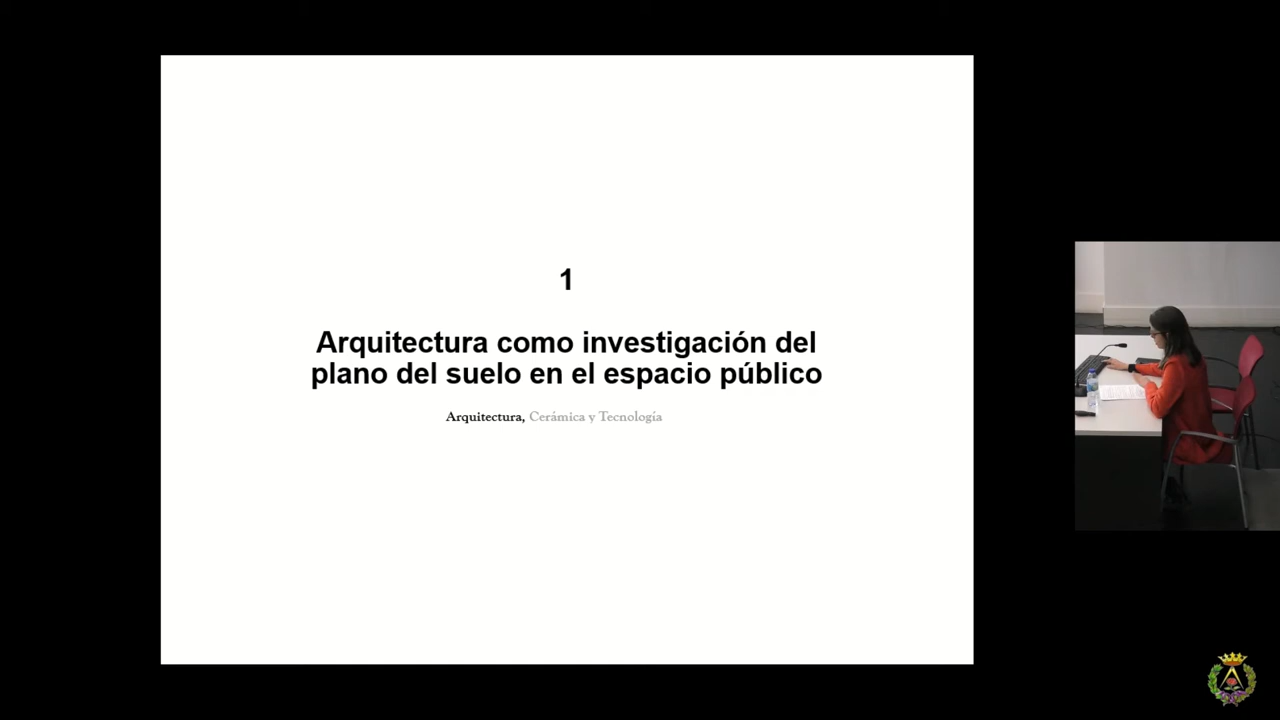 1
Arquitectura como investigación del
plano del suelo en el espacio público
Arquitectura, Cerámica y Tecnología